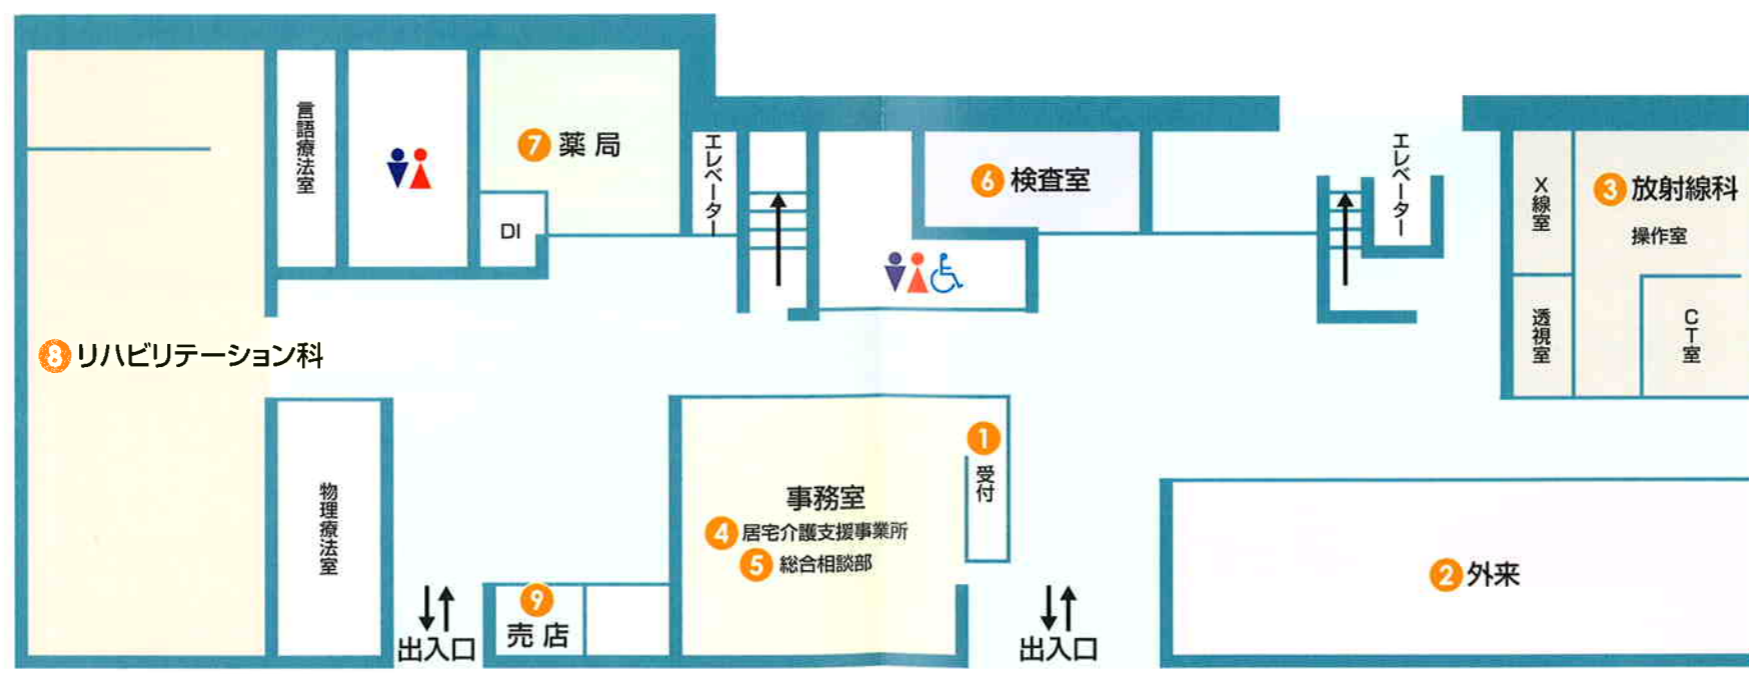 言語療法室
7 薬局
DI
エレベーター
6 検査室
エレベーター
X線室
3 放射線科
操作室
透視室
CT室
8 リハビリテーション科
物理療法室
1
受付
事務室
4 居宅介護支援事業所
5 総合相談部
2 外来
9
売店
出入口
出入口